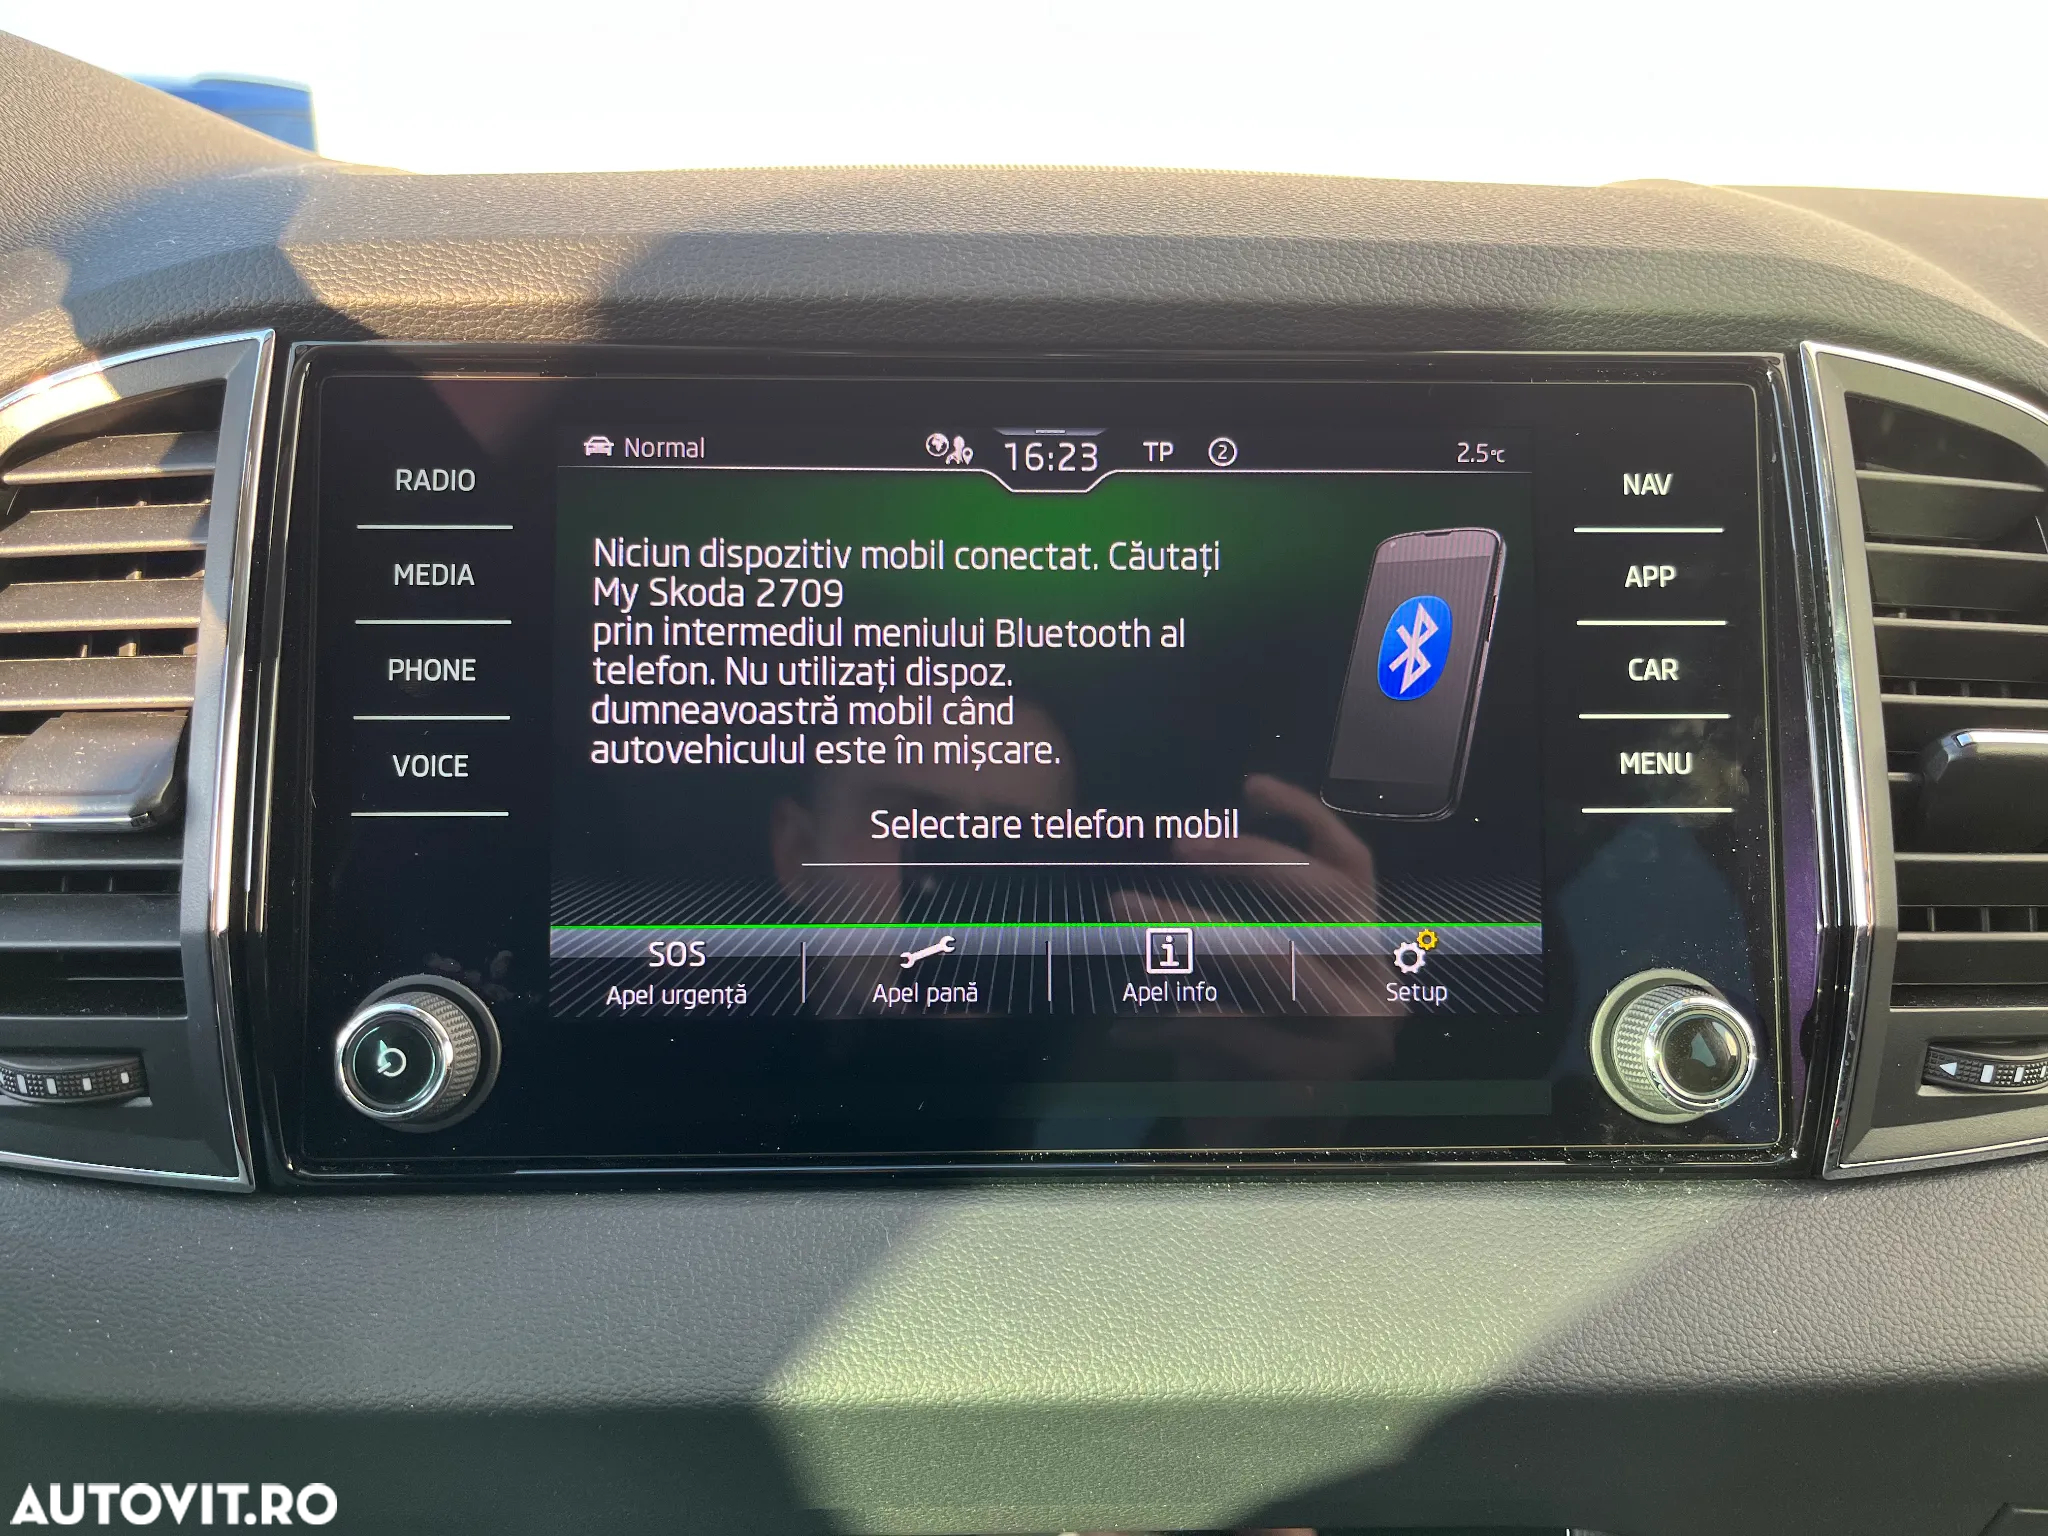 Normal
16:23
TP
2
2.5°C
RADIO
MEDIA
PHONE
VOICE
Niciun dispozitiv mobil conectat. Căutați
My Skoda 2709
prin intermediul meniului Bluetooth al
telefon. Nu utilizați dispoz.
dumneavoastră mobil când
autovehiculul este în mișcare.
Selectare telefon mobil
SOS
Apel urgență
Apel pană
i
Apel info
Setup
NAV
APP
CAR
MENU
AUTOVIT.RO